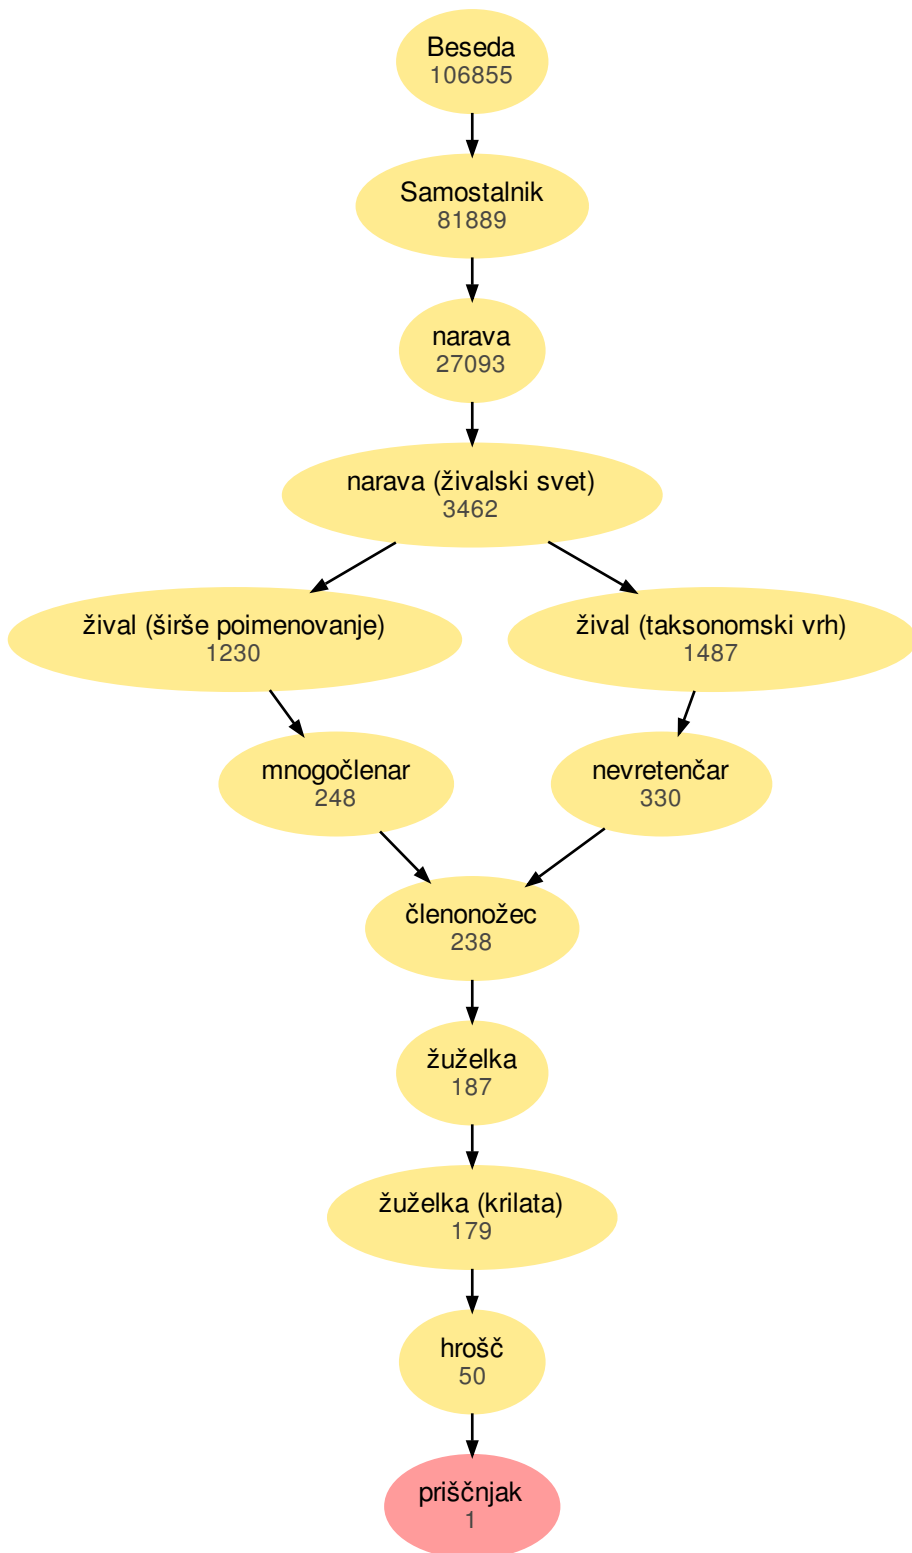 Beseda
106855
Samostalnik
81889
narava
27093
narava (živalski svet)
3462
žival (širše poimenovanje)
1230
žival (taksonomski vrh)
1487
mnogočlenar
248
nevretenčar
330
členonožec
238
žuželka
187
žuželka (krilata)
179
hrošč
50
priščnjak
1